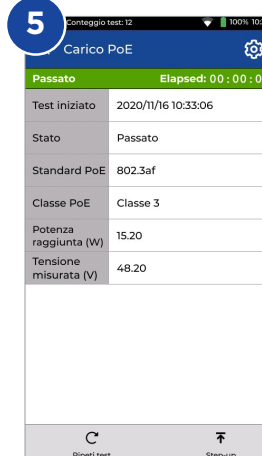 5
Conteggio test: 12
100%
Carico PoE
Passato Elapsed: 00 : 00 :
Test iniziato 2020/11/16 10:33:06
Stato Passato
Standard PoE 802.3af
Classe PoE Classe 3
Potenza
raggiunta (W) 15.20
Tensione
misurata (V) 48.20
Ripeti test Step-up